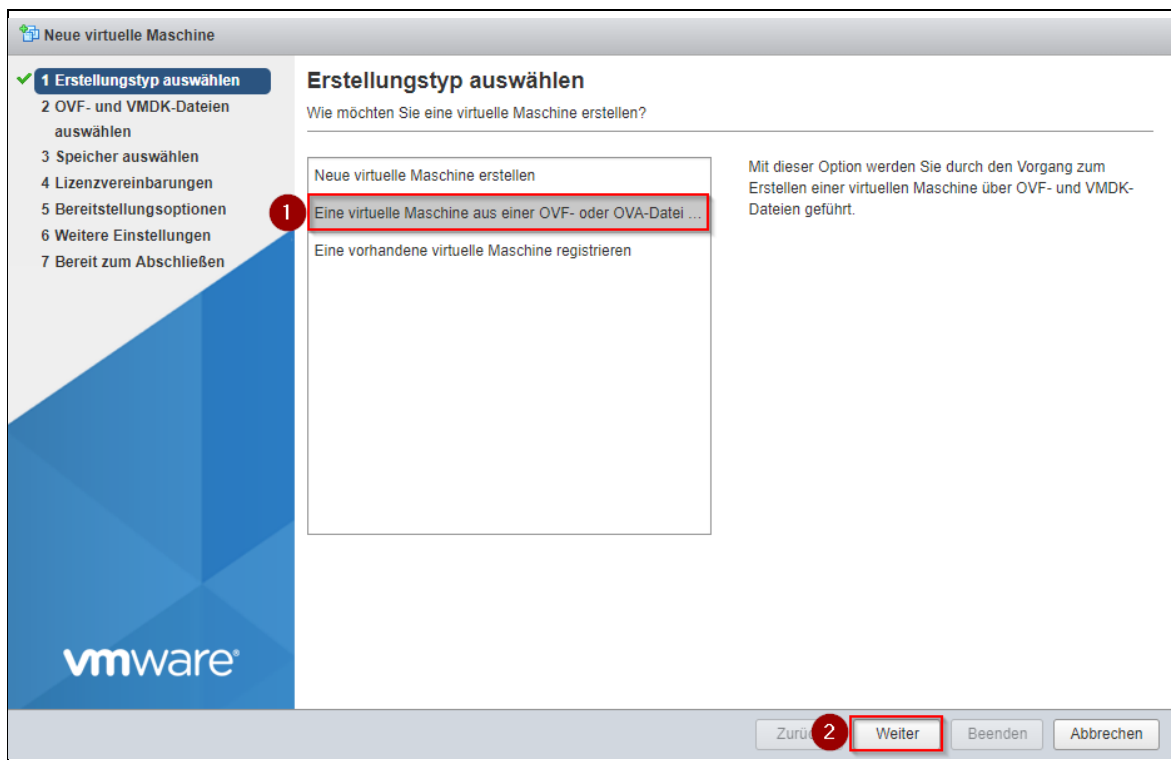 Neue virtuelle Maschine
1 Erstellungstyp auswählen
2 OVF- und VMDK-Dateien
auswählen
3 Speicher auswählen
4 Lizenzvereinbarungen
5 Bereitstellungsoptionen
6 Weitere Einstellungen
7 Bereit zum Abschließen
vmware®
Erstellungstyp auswählen
Wie möchten Sie eine virtuelle Maschine erstellen?
Neue virtuelle Maschine erstellen
1
Eine virtuelle Maschine aus einer OVF- oder OVA-Datei ...
Eine vorhandene virtuelle Maschine registrieren
Mit dieser Option werden Sie durch den Vorgang zum
Erstellen einer virtuellen Maschine über OVF- und VMDK-
Dateien geführt.
2
Weiter
Beenden
Abbrechen